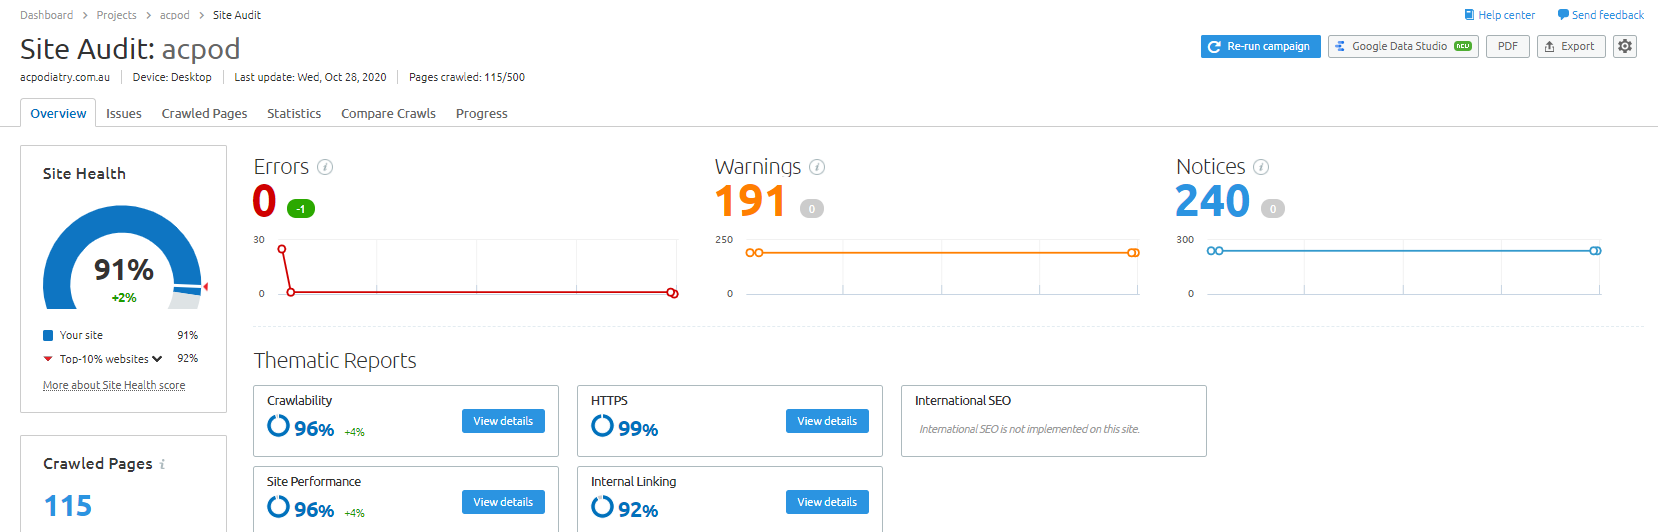 Dashboard > Projects > acpod > Site Audit
Help center
Send feedback
Site Audit: acpod
Re-run campaign
Google Data Studio NEW
PDF
Export
acpodiatry.com.au
Device: Desktop
Last update: Wed, Oct 28, 2020
Pages crawled: 115/500
Overview
Issues
Crawled Pages
Statistics
Compare Crawls
Progress
Site Health
91%
+2%
Your site 91%
Top-10% websites 92%
More about Site Health score
Crawled Pages i
115
Errors i
0 -1
30
0
Warnings i
191 0
250
0
Notices i
240 0
300
0
Thematic Reports
Crawlability
96% +4%
View details
HTTPS
99%
View details
International SEO
International SEO is not implemented on this site.
Site Performance
96% +4%
View details
Internal Linking
92%
View details